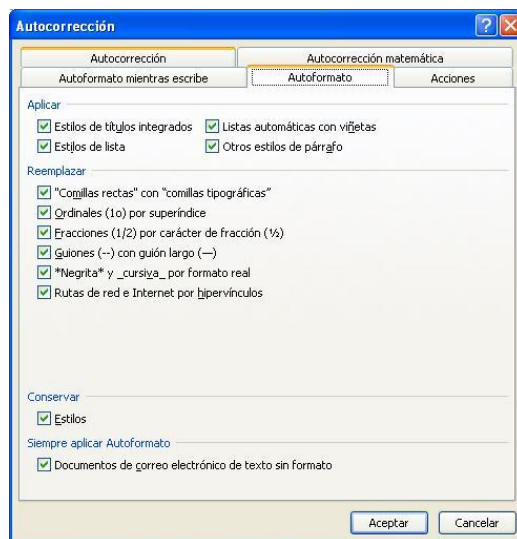 Autocorrección
Autocorrección Autocorrección matemática
Autoformato mientras escribe Autoformato Acciones
Aplicar
Estilos de títulos integrados Listas automáticas con viñetas
Estilos de lista Otros estilos de párrafo
Reemplazar
"Comillas rectas" con “comillas tipográficas”
Ordinales (1o) por superíndice
Fracciones (1/2) por carácter de fracción (½)
Guiones (--) con guión largo (—)
*Negrita* y _cursiva_ por formato real
Rutas de red e Internet por hipervínculos
Conservar
Estilos
Siempre aplicar Autoformato
Documentos de correo electrónico de texto sin formato
Aceptar Cancelar